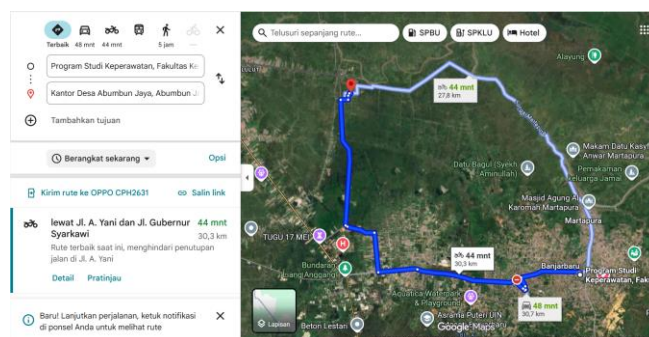 Terbaik
48 mnt
44 mnt
5 jam
Program Studi Keperawatan, Fakultas Ke
Kantor Desa Abumbun Jaya, Abumbun J
Tambahkan tujuan
Berangkat sekarang
Opsi
Kirim rute ke OPPO CPH2631
Salin link
lewat Jl. A. Yani dan Jl. Gubernur
Syarkawi
44 mnt
30,3 km
Rute terbaik saat ini, menghindari penutupan
jalan di Jl. A. Yani
Detail
Pratinjau
Baru! Lanjutkan perjalanan, ketuk notifikasi
di ponsel Anda untuk melihat rute
Telusuri sepanjang rute...
SPBU
SPKLU
Hotel
Alayung
44 mnt
27,8 km
Makam Datu Kasy
Anwar Martapura
Datu Bagul (Syekh
Aminullah)
Pemakaman
Keluarga Jamal
Masjid Agung Al
Karomah Martapura
Martapura
TUGU 17 MEI
Bundaran
44 mnt
30,3 km
Banjarbaru
Program Studi
Keperawatan, Fak
Aquatica Waterpark
& Playground
48 mnt
30,7 km
Asrama Puteri UIN
Google Maps
Beton Lestari
Lapisan